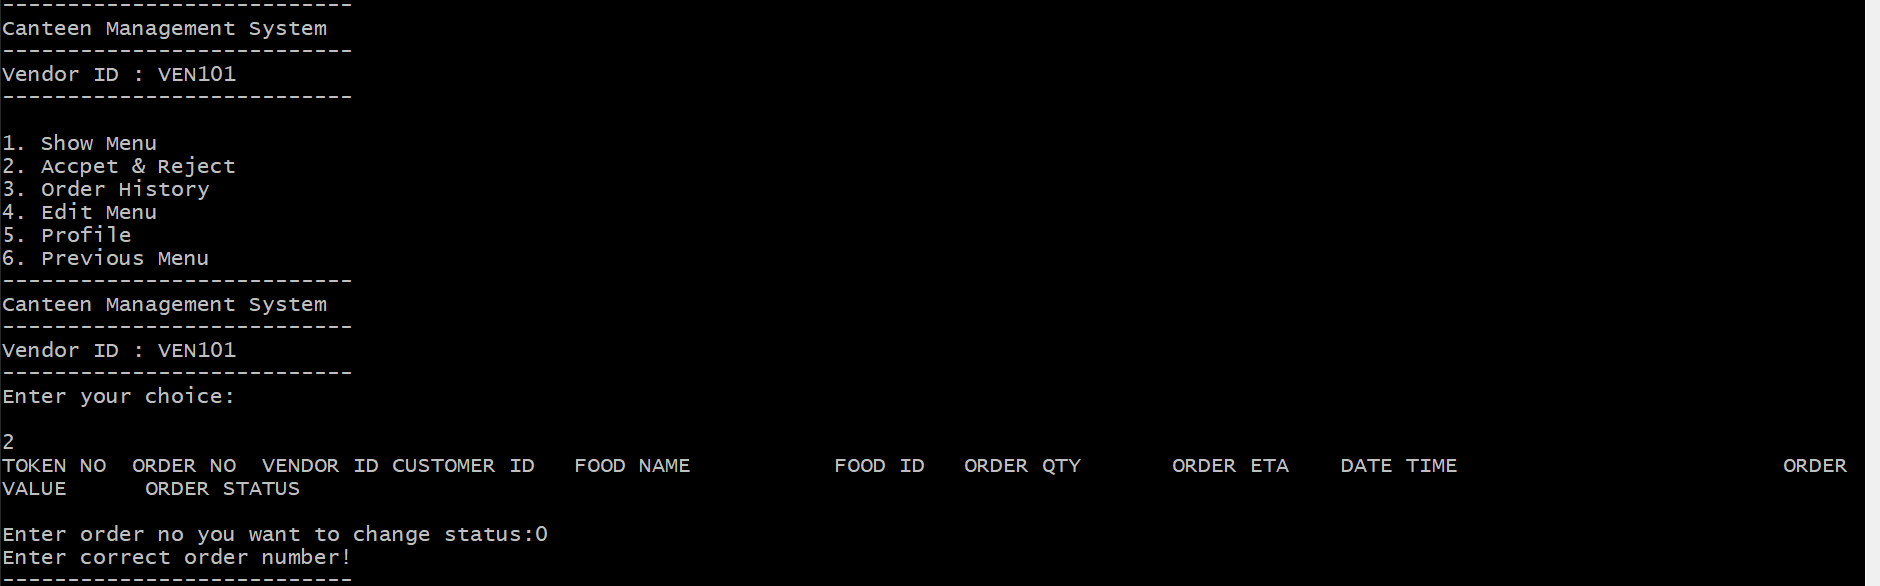 ---------------------------
Canteen Management System
---------------------------
Vendor ID : VEN101
---------------------------
1. Show Menu
2. Accpet & Reject
3. Order History
4. Edit Menu
5. Profile
6. Previous Menu
---------------------------
Canteen Management System
---------------------------
Vendor ID : VEN101
---------------------------
Enter your choice:
2
TOKEN NO  ORDER NO  VENDOR ID CUSTOMER ID   FOOD NAME           FOOD ID   ORDER QTY       ORDER ETA    DATE TIME                         ORDER
VALUE      ORDER STATUS
Enter order no you want to change status:0
Enter correct order number!
---------------------------